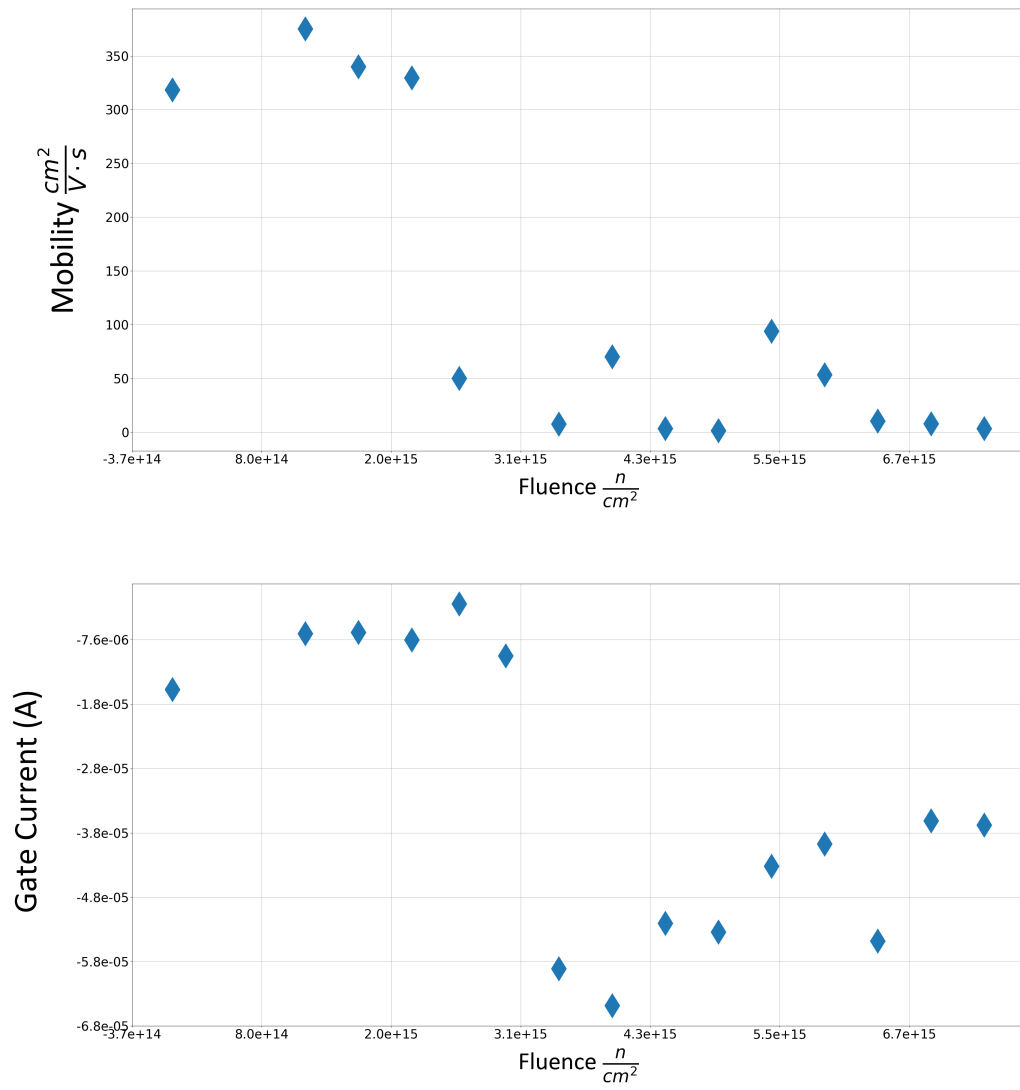 Mobility cm²/V · s
350
300
250
200
150
100
50
0
-3.7e+14 8.0e+14 2.0e+15 3.1e+15 4.3e+15 5.5e+15 6.7e+15
Fluence n/cm²
Gate Current (A)
-7.6e-06
-1.8e-05
-2.8e-05
-3.8e-05
-4.8e-05
-5.8e-05
-6.8e-05
-3.7e+14 8.0e+14 2.0e+15 3.1e+15 4.3e+15 5.5e+15 6.7e+15
Fluence n/cm²